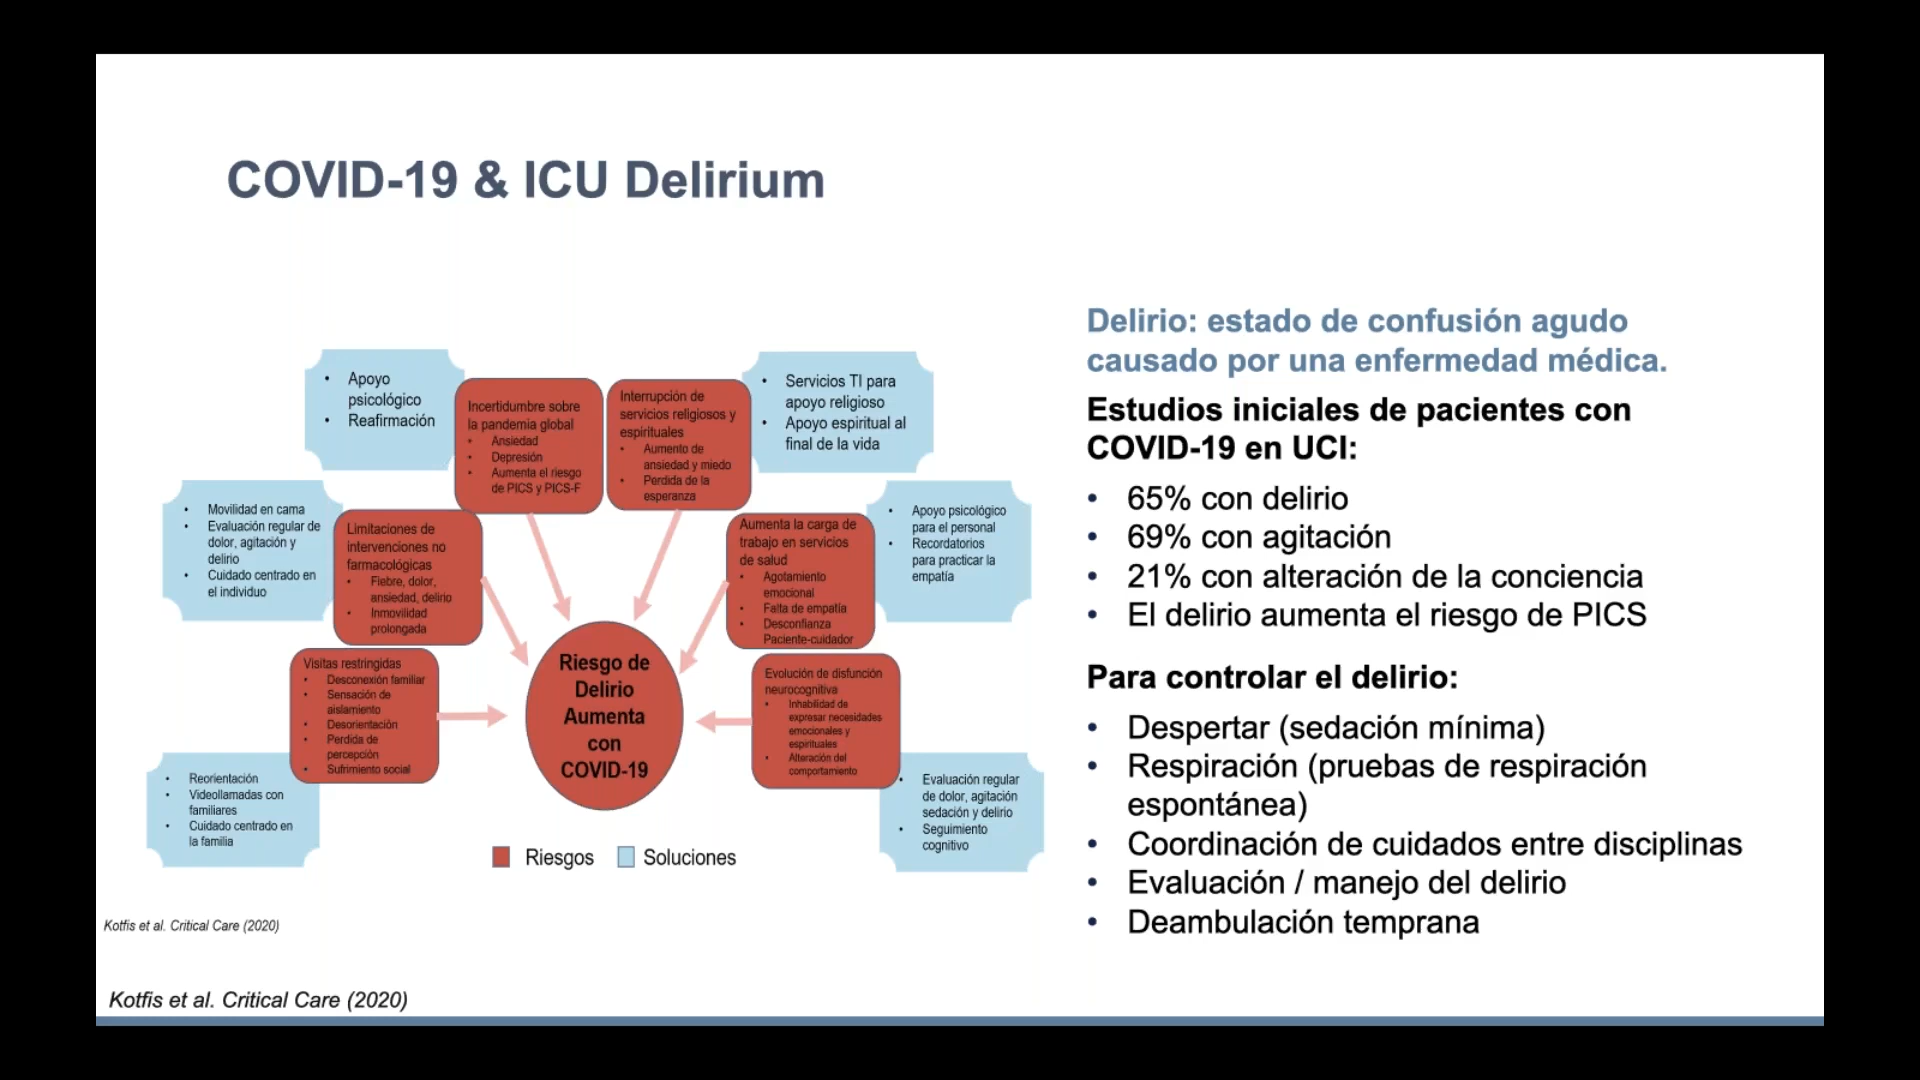 COVID-19 & ICU Delirium
• Apoyo
psicológico
• Reafirmación
Incertidumbre sobre
la pandemia global
• Ansiedad
• Depresión
• Aumenta el riesgo
de PICS y PICS-F
Interrupción de
servicios religiosos y
espirituales
• Aumento de
ansiedad y miedo
• Perdida de la
esperanza
• Servicios TI para
apoyo religioso
• Apoyo espiritual al
final de la vida
• Movilidad en cama
• Evaluación regular de
dolor, agitación y
delirio
• Cuidado centrado en
el individuo
Limitaciones de
intervenciones no
farmacológicas
• Fiebre, dolor,
ansiedad, delirio
• Inmovilidad
prolongada
Aumenta la carga de
trabajo en servicios
de salud
• Agotamiento
emocional
• Falta de empatía
• Desconfianza
Paciente-cuidador
• Apoyo psicológico
para el personal
• Recordatorios
para practicar la
empatía
Visitas restringidas
• Desconexión familiar
• Sensación de
aislamiento
• Desorientación
• Perdida de
percepción
• Sufrimiento social
• Reorientación
• Videollamadas con
familiares
• Cuidado centrado en
la familia
Riesgo de
Delirio
Aumenta
con
COVID-19
Evolución de disfunción
neurocognitiva
• Inhabilidad de
expresar necesidades
emocionales y
espirituales
• Alteración del
comportamiento
• Evaluación regular
de dolor, agitación
sedación y delirio
• Seguimiento
cognitivo
Riesgos Soluciones
Kotfis et al. Critical Care (2020)
Kotfis et al. Critical Care (2020)
Delirio: estado de confusión agudo
causado por una enfermedad médica.
Estudios iniciales de pacientes con
COVID-19 en UCI:
• 65% con delirio
• 69% con agitación
• 21% con alteración de la conciencia
• El delirio aumenta el riesgo de PICS
Para controlar el delirio:
• Despertar (sedación mínima)
• Respiración (pruebas de respiración
espontánea)
• Coordinación de cuidados entre disciplinas
• Evaluación / manejo del delirio
• Deambulación temprana